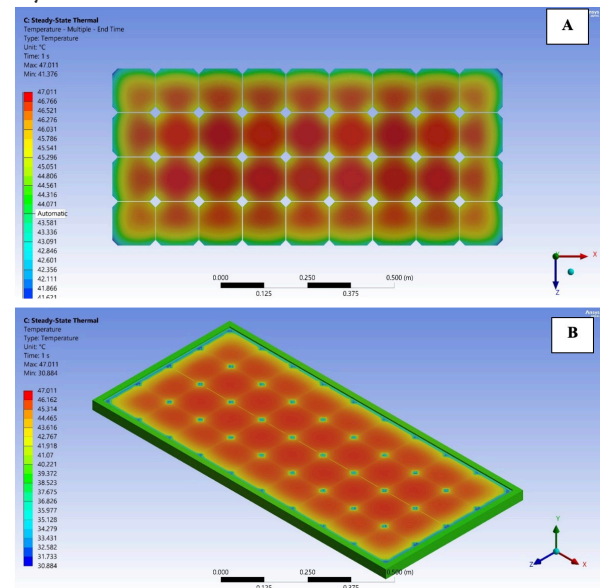 C: Steady-State Thermal
Temperature - Multiple - End Time
Type: Temperature
Unit: °C
Time: 1 s
Max: 47.011
Min: 41.376
A
47.011
46.766
46.521
46.276
46.031
45.786
45.541
45.296
45.051
44.806
44.561
44.316
44.071
Automatic
43.581
43.336
43.091
42.846
42.601
42.356
42.111
41.866
41.621
0.000 0.250 0.500 (m)
0.125 0.375
X
Z
C: Steady-State Thermal
Temperature
Type: Temperature
Unit: °C
Time: 1 s
Max: 47.011
Min: 30.884
B
47.011
46.162
45.314
44.465
43.616
42.767
41.918
41.07
40.221
39.372
38.523
37.675
36.826
35.977
35.128
34.279
33.431
32.582
31.733
30.884
0.000 0.250 0.500 (m)
0.125 0.375
Y
Z X